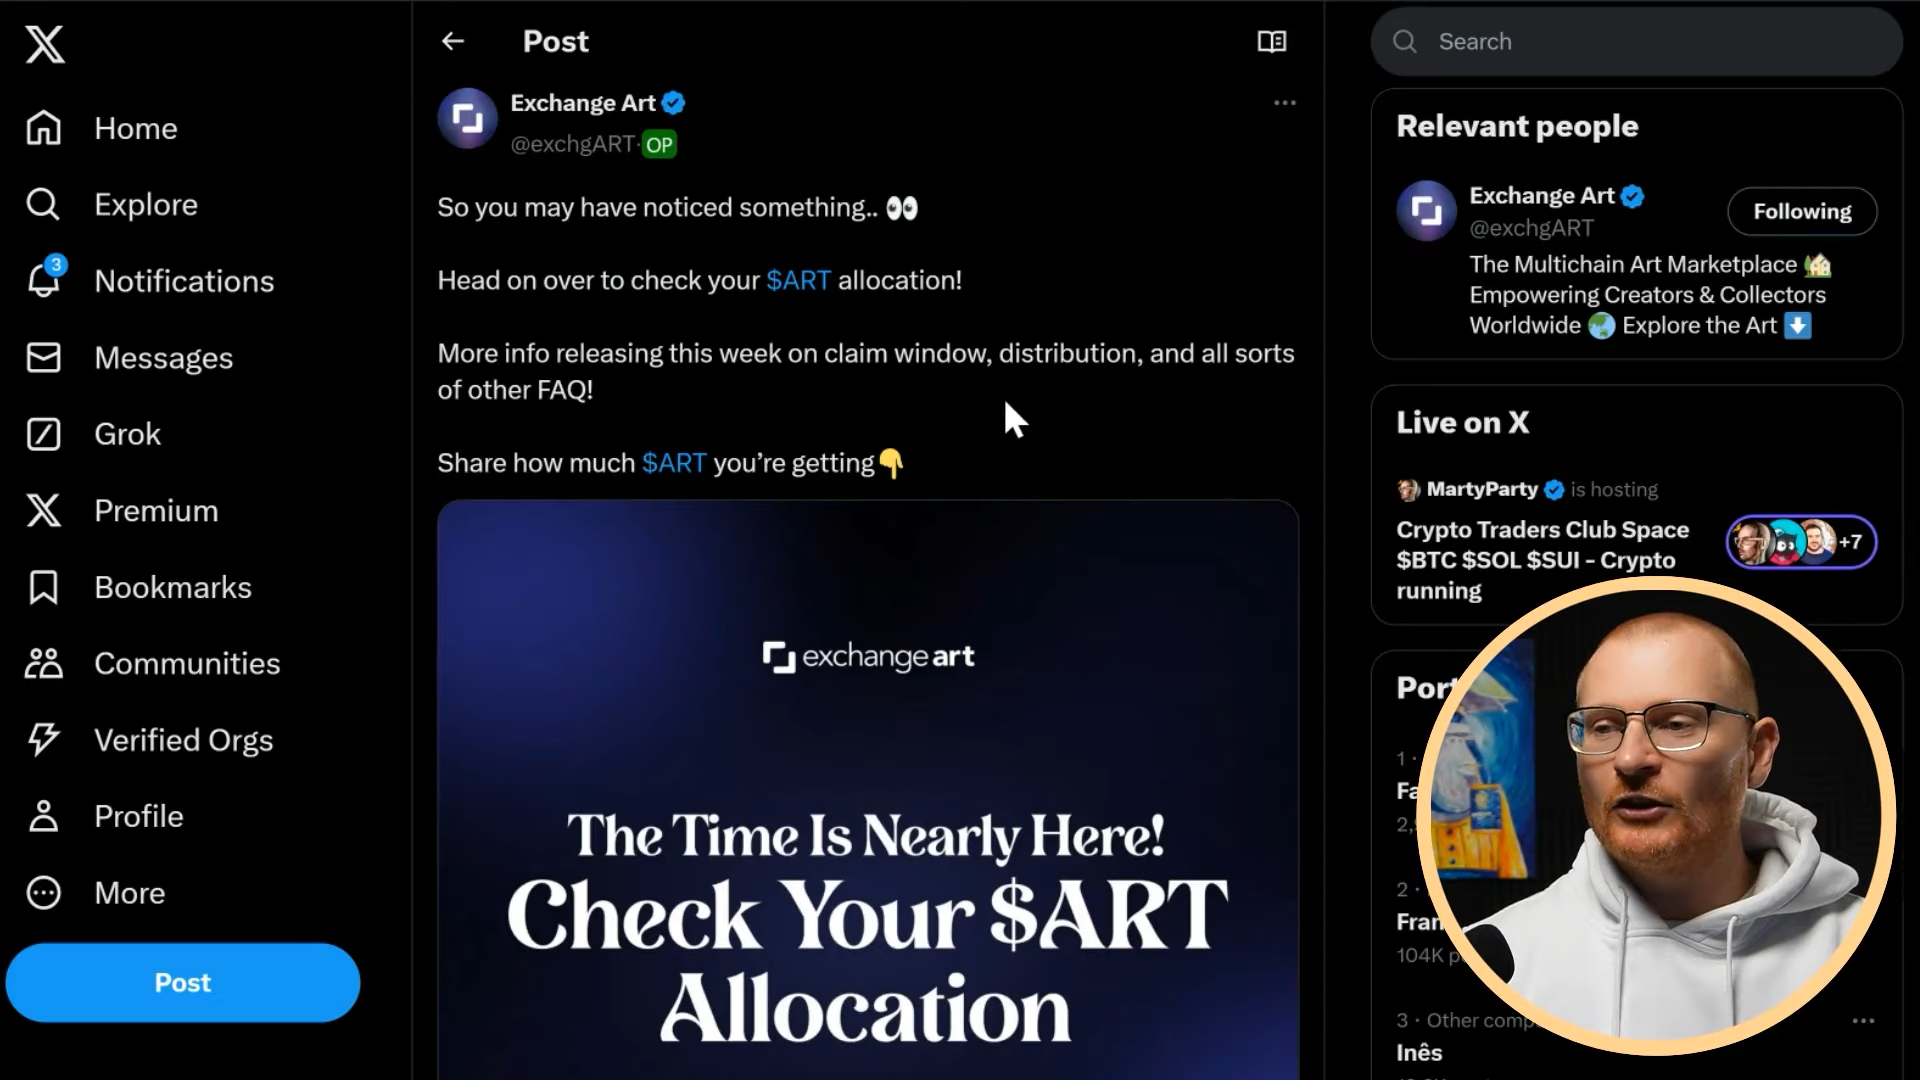 Home
Explore
3
Notifications
Messages
Grok
Premium
Bookmarks
Communities
Verified Orgs
Profile
More
Post
Post
Exchange Art
@exchgART· OP
So you may have noticed something.. 👀
Head on over to check your $ART allocation!
More info releasing this week on claim window, distribution, and all sorts
of other FAQ!
Share how much $ART you’re getting👇
exchange art
The Time Is Nearly Here!
Check Your $ART
Allocation
Search
Relevant people
Exchange Art
@exchgART
Following
The Multichain Art Marketplace 🏡
Empowering Creators & Collectors
Worldwide 🌏 Explore the Art ⬇️
Live on X
MartyParty is hosting
Crypto Traders Club Space
$BTC $SOL $SUI - Crypto
running
+7
1 ·
2 ·
104K
3 · Other
Inês